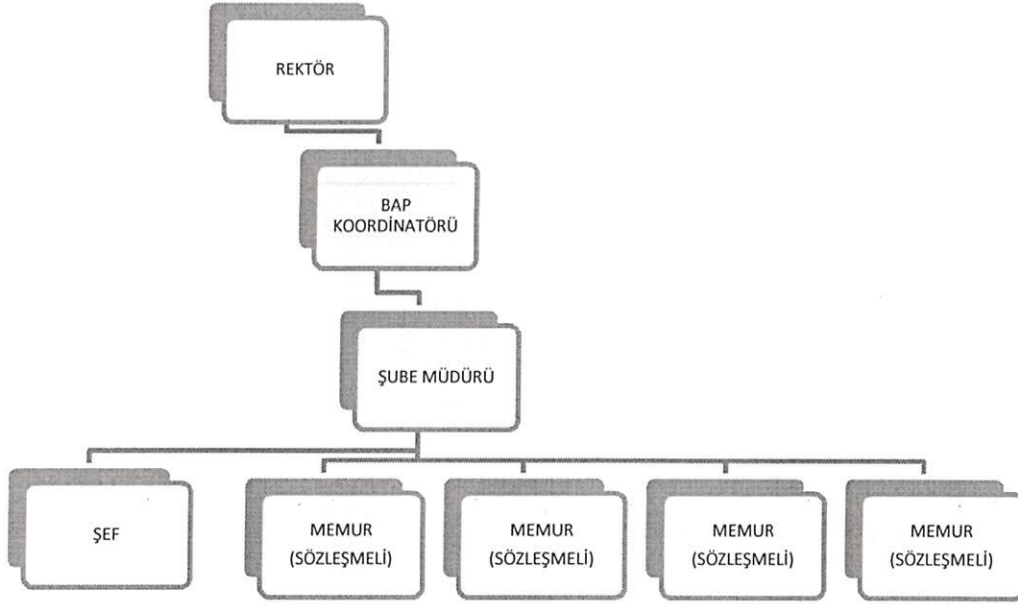 REKTÖR
BAP
KOORDİNATÖRÜ
ŞUBE MÜDÜRÜ
ŞEF
MEMUR
(SÖZLEŞMELİ)
MEMUR
(SÖZLEŞMELİ)
MEMUR
(SÖZLEŞMELİ)
MEMUR
(SÖZLEŞMELİ)